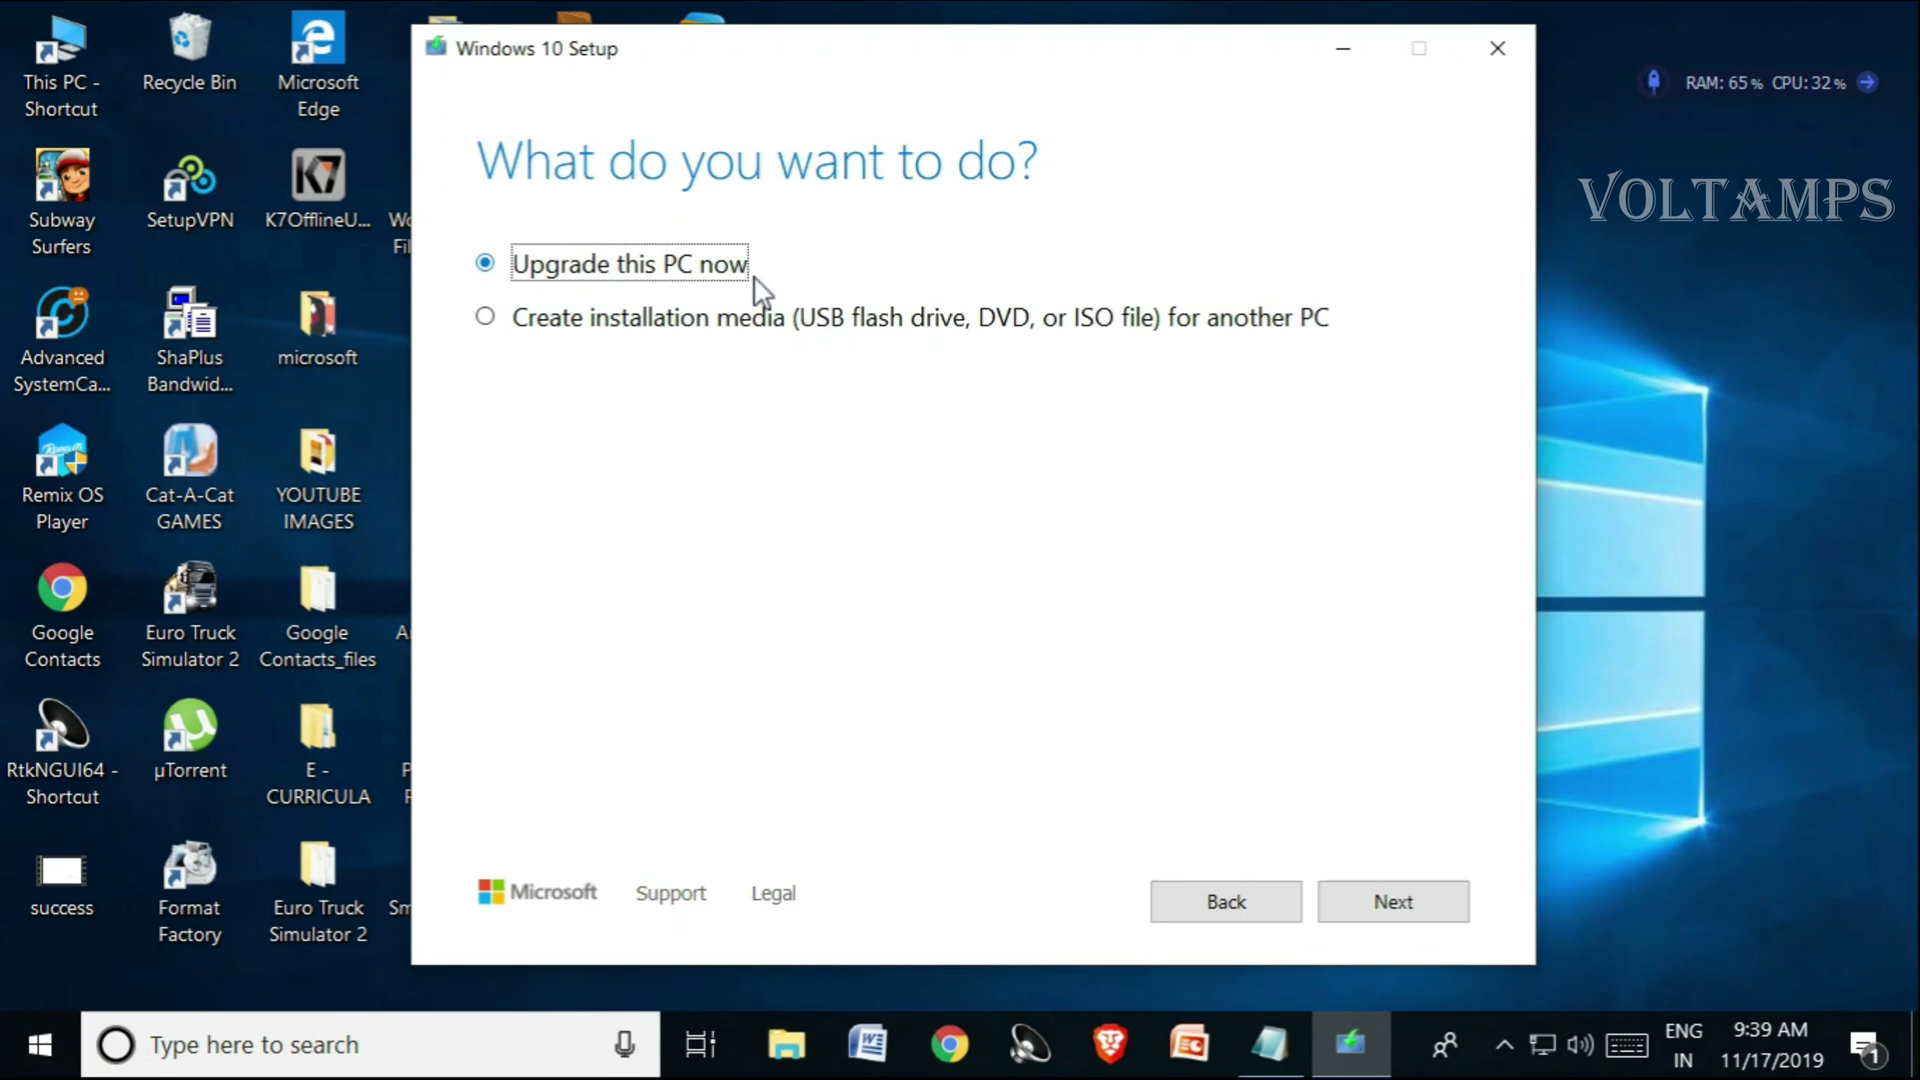 Windows 10 Setup
What do you want to do?
Upgrade this PC now
Create installation media (USB flash drive, DVD, or ISO file) for another PC
Microsoft
Support
Legal
Back
Next
RAM: 65% CPU: 32%
VOLTAMPS
This PC -
Shortcut
Recycle Bin
Microsoft
Edge
Subway
Surfers
SetupVPN
K7
K7OfflineU...
Advanced
SystemCa...
ShaPlus
Bandwid...
microsoft
Remix OS
Player
Cat-A-Cat
GAMES
YOUTUBE
IMAGES
Google
Contacts
Euro Truck
Simulator 2
Google
Contacts_files
RtkNGUI64 -
Shortcut
µTorrent
E -
CURRICULA
success
Format
Factory
Euro Truck
Simulator 2
Type here to search
ENG
IN
9:39 AM
11/17/2019
1